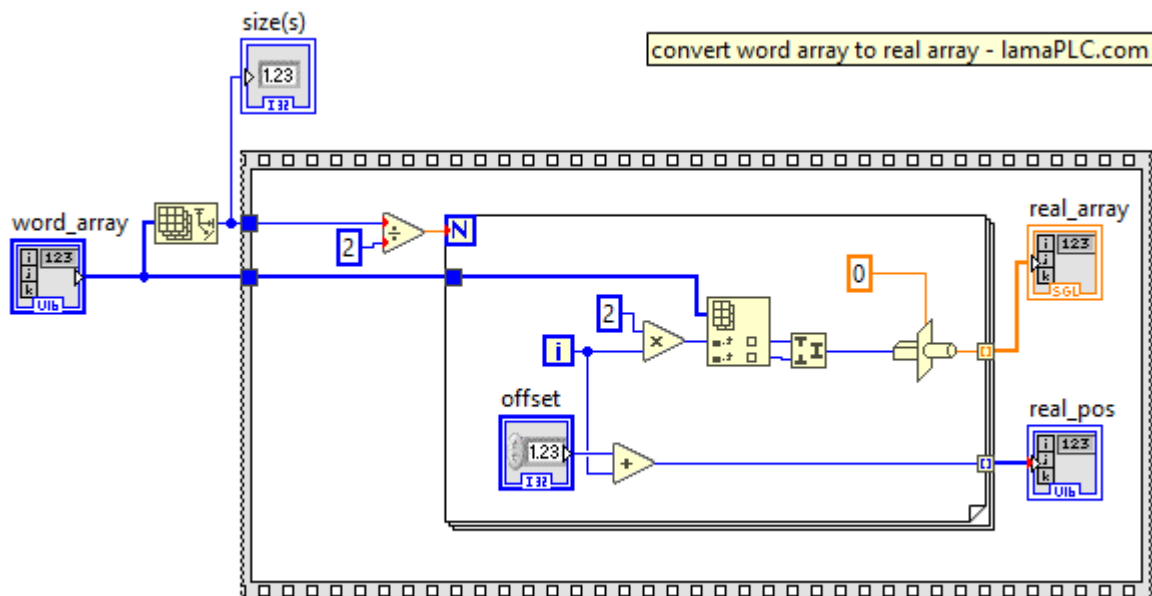 size(s)
1.23
I32
convert word array to real array - lamaPLC.com
word_array
i
j
k
123
U16
2
N
real_array
i
j
k
123
SGL
0
2
i
offset
1.23
I32
real_pos
i
j
k
123
U16